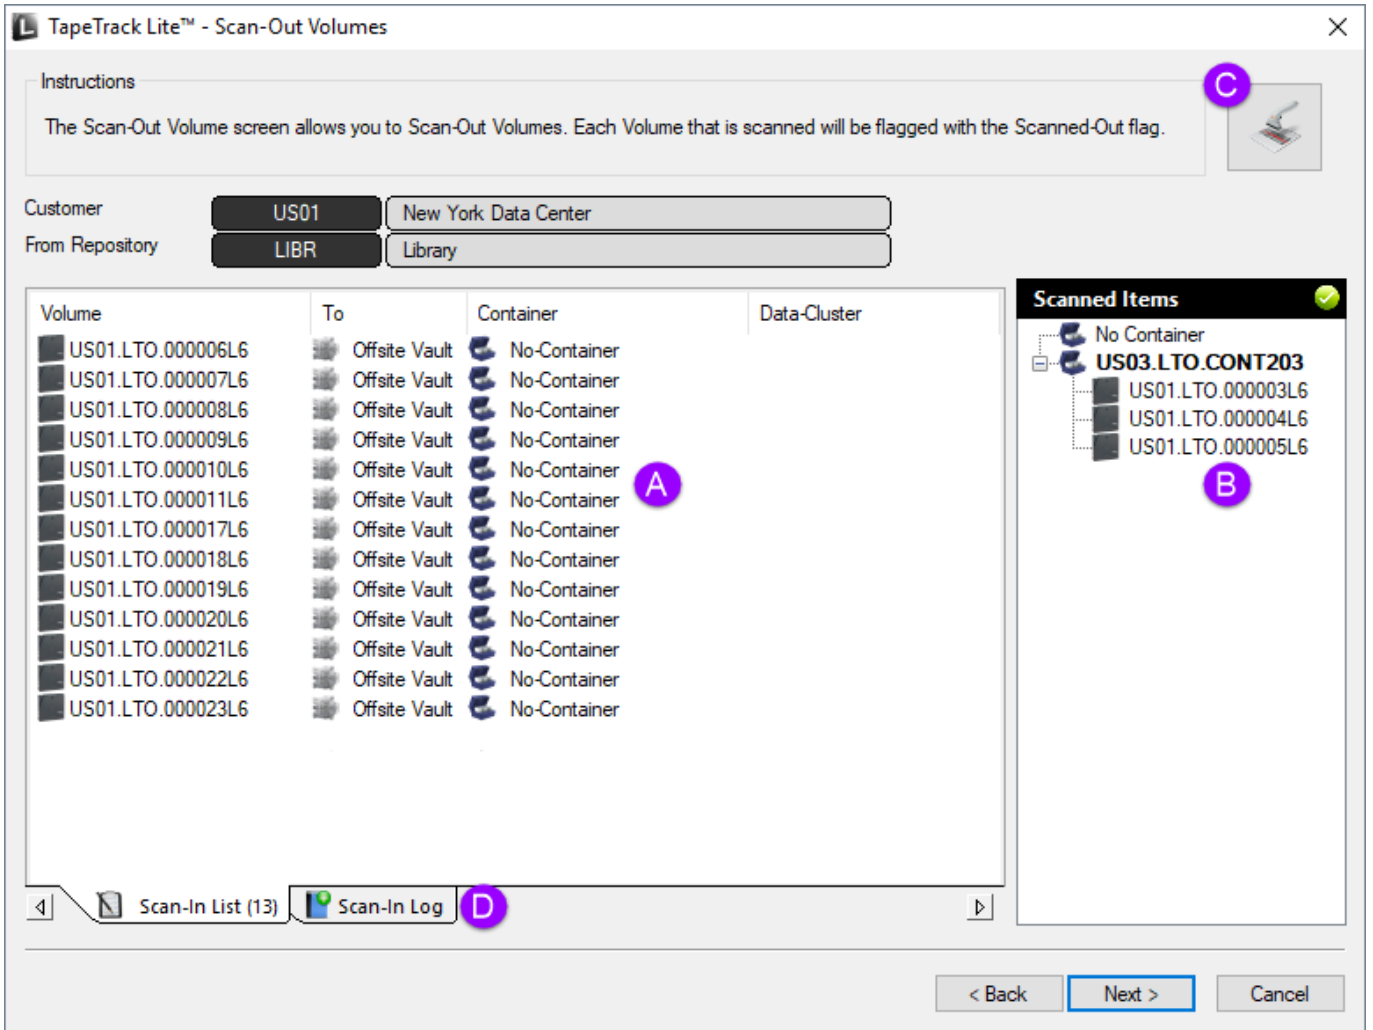 L TapeTrack Lite™ - Scan-Out Volumes
Instructions
C
The Scan-Out Volume screen allows you to Scan-Out Volumes. Each Volume that is scanned will be flagged with the Scanned-Out flag.
Customer US01 New York Data Center
From Repository LIBR Library
Volume To Container Data-Cluster
US01.LTO.000006L6 Offsite Vault No-Container
US01.LTO.000007L6 Offsite Vault No-Container
US01.LTO.000008L6 Offsite Vault No-Container
US01.LTO.000009L6 Offsite Vault No-Container
US01.LTO.000010L6 Offsite Vault No-Container
US01.LTO.000011L6 Offsite Vault No-Container
US01.LTO.000017L6 Offsite Vault No-Container
US01.LTO.000018L6 Offsite Vault No-Container
US01.LTO.000019L6 Offsite Vault No-Container
US01.LTO.000020L6 Offsite Vault No-Container
US01.LTO.000021L6 Offsite Vault No-Container
US01.LTO.000022L6 Offsite Vault No-Container
US01.LTO.000023L6 Offsite Vault No-Container
A
Scanned Items
No Container
US03.LTO.CONT203
US01.LTO.000003L6
US01.LTO.000004L6
US01.LTO.000005L6
B
Scan-In List (13) Scan-In Log D
< Back Next > Cancel